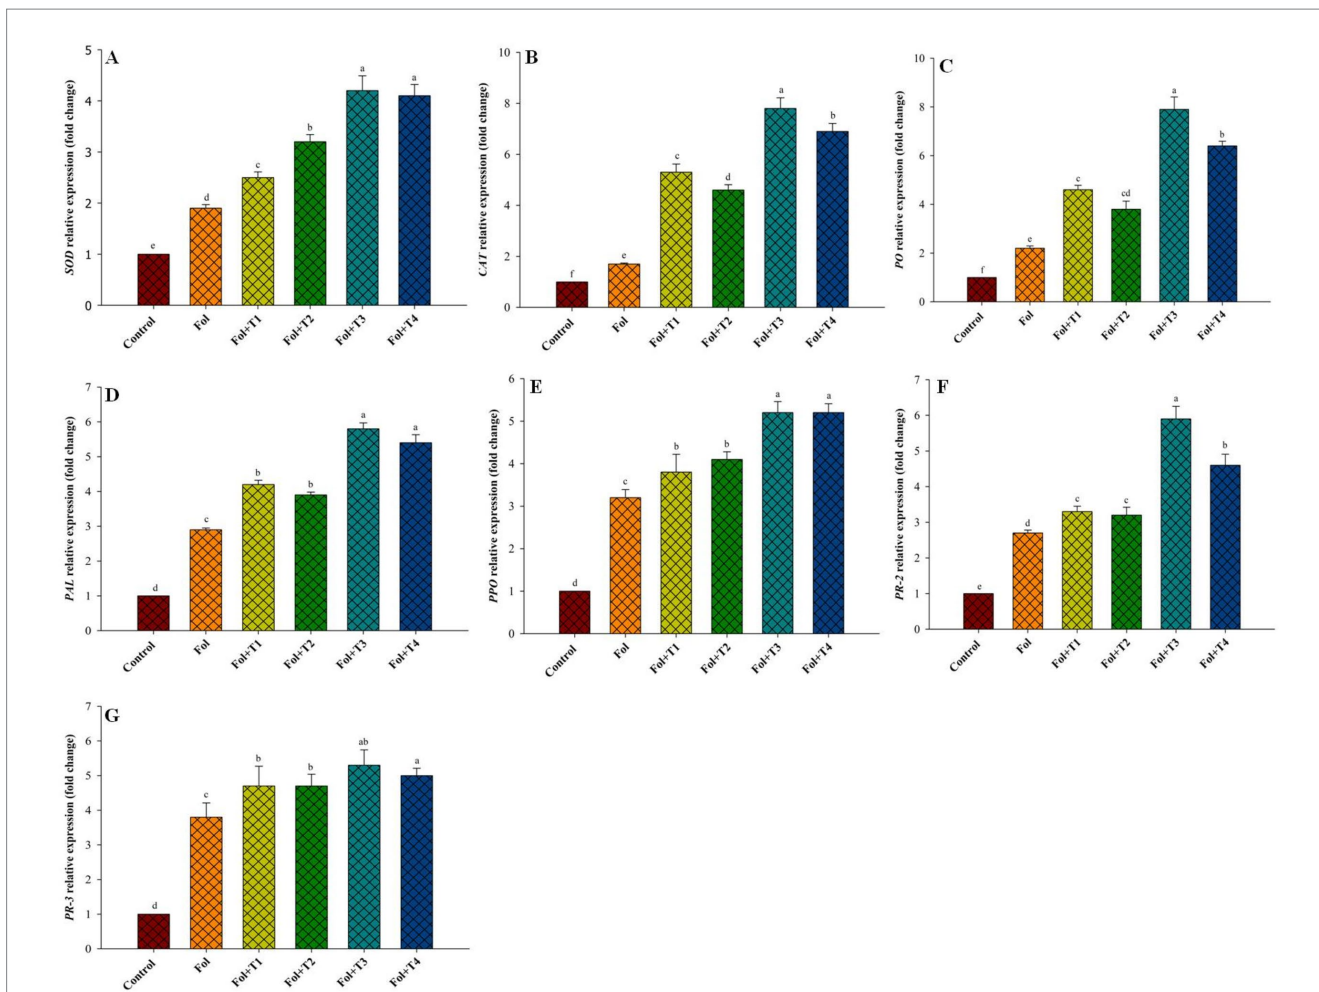 A
SOD relative expression (fold change)
5
4
3
2
1
0
e
d
c
b
a
a
Control
Fol
Fol+T1
Fol+T2
Fol+T3
Fol+T4
B
CAT relative expression (fold change)
10
8
6
4
2
0
f
e
c
d
a
b
Control
Fol
Fol+T1
Fol+T2
Fol+T3
Fol+T4
C
PO relative expression (fold change)
10
8
6
4
2
0
f
e
c
cd
a
b
Control
Fol
Fol+T1
Fol+T2
Fol+T3
Fol+T4
D
PAL relative expression (fold change)
7
6
5
4
3
2
1
0
d
c
b
b
a
a
Control
Fol
Fol+T1
Fol+T2
Fol+T3
Fol+T4
E
PPO relative expression (fold change)
6
5
4
3
2
1
0
d
c
b
b
a
a
Control
Fol
Fol+T1
Fol+T2
Fol+T3
Fol+T4
F
PR-2 relative expression (fold change)
7
6
5
4
3
2
1
0
e
d
c
c
a
b
Control
Fol
Fol+T1
Fol+T2
Fol+T3
Fol+T4
G
PR-3 relative expression (fold change)
7
6
5
4
3
2
1
0
d
c
b
b
ab
a
Control
Fol
Fol+T1
Fol+T2
Fol+T3
Fol+T4